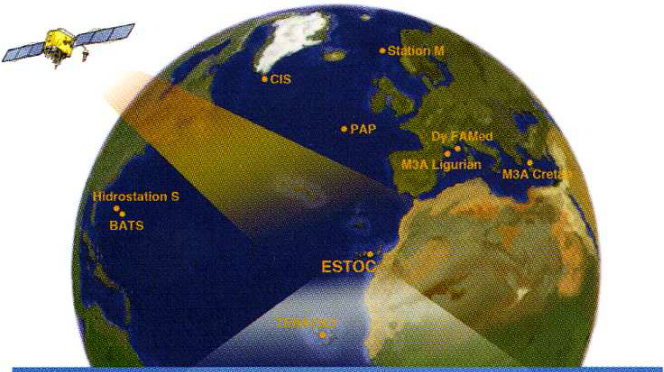 Station M
CIS
PAP
Dy FAMed
M3A Ligurian
M3A Cretan
Hidrostation S
BATS
ESTOC